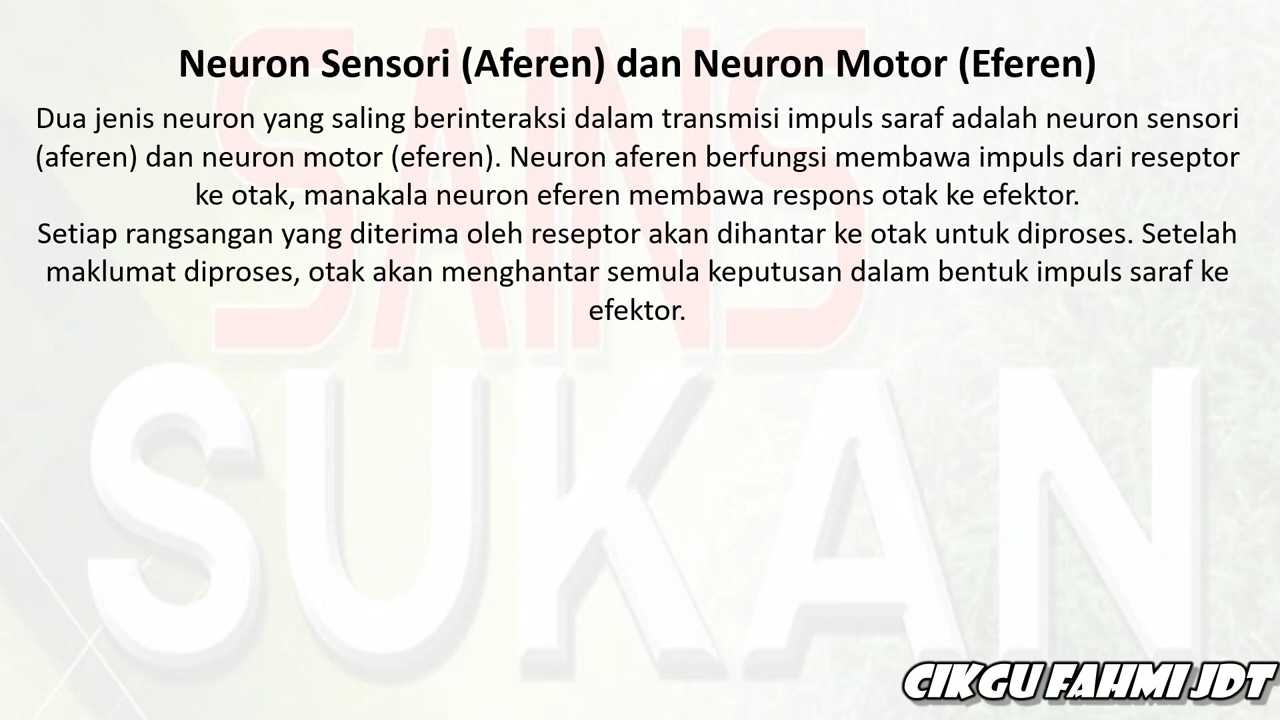 Neuron Sensori (Aferen) dan Neuron Motor (Eferen)
Dua jenis neuron yang saling berinteraksi dalam transmisi impuls saraf adalah neuron sensori
(aferen) dan neuron motor (eferen). Neuron aferen berfungsi membawa impuls dari reseptor
ke otak, manakala neuron eferen membawa respons otak ke efektor.
Setiap rangsangan yang diterima oleh reseptor akan dihantar ke otak untuk diproses. Setelah
maklumat diproses, otak akan menghantar semula keputusan dalam bentuk impuls saraf ke
efektor.
SAINS
SUKAN
CIKGU FAHMI JDT